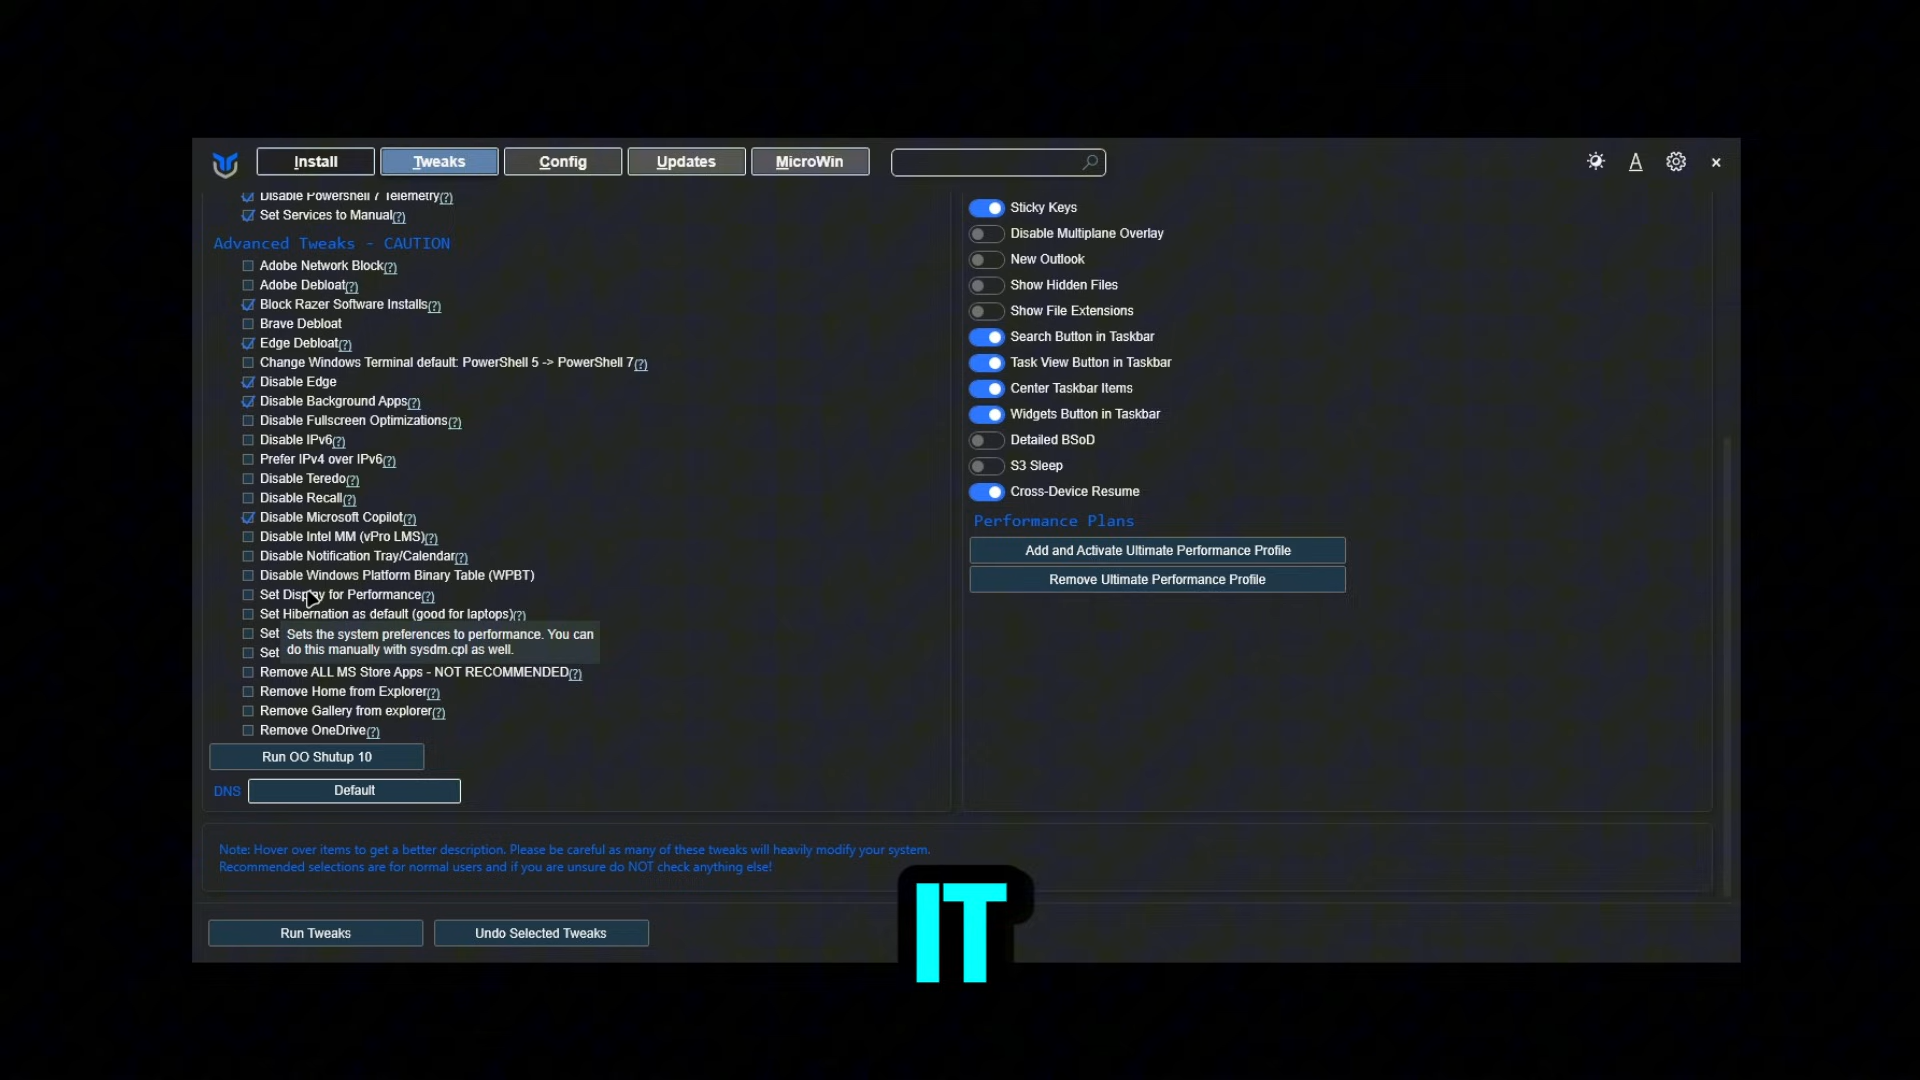 Install
Tweaks
Config
Updates
MicroWin
A
Disable Powershell 7 Telemetry(?)
Set Services to Manual(?)
Advanced Tweaks - CAUTION
Adobe Network Block(?)
Adobe Debloat(?)
Block Razer Software Installs(?)
Brave Debloat
Edge Debloat(?)
Change Windows Terminal default: PowerShell 5 -> PowerShell 7(?)
Disable Edge
Disable Background Apps(?)
Disable Fullscreen Optimizations(?)
Disable IPv6(?)
Prefer IPv4 over IPv6(?)
Disable Teredo(?)
Disable Recall(?)
Disable Microsoft Copilot(?)
Disable Intel MM (vPro LMS)(?)
Disable Notification Tray/Calendar(?)
Disable Windows Platform Binary Table (WPBT)
Set Display for Performance(?)
Set Hibernation as default (good for laptops)(?)
Set
Set
Sets the system preferences to performance. You can
do this manually with sysdm.cpl as well.
Remove ALL MS Store Apps - NOT RECOMMENDED(?)
Remove Home from Explorer(?)
Remove Gallery from explorer(?)
Remove OneDrive(?)
Run OO Shutup 10
DNS
Default
Sticky Keys
Disable Multiplane Overlay
New Outlook
Show Hidden Files
Show File Extensions
Search Button in Taskbar
Task View Button in Taskbar
Center Taskbar Items
Widgets Button in Taskbar
Detailed BSoD
S3 Sleep
Cross-Device Resume
Performance Plans
Add and Activate Ultimate Performance Profile
Remove Ultimate Performance Profile
Note: Hover over items to get a better description. Please be careful as many of these tweaks will heavily modify your system.
Recommended selections are for normal users and if you are unsure do NOT check anything else!
Run Tweaks
Undo Selected Tweaks
IT